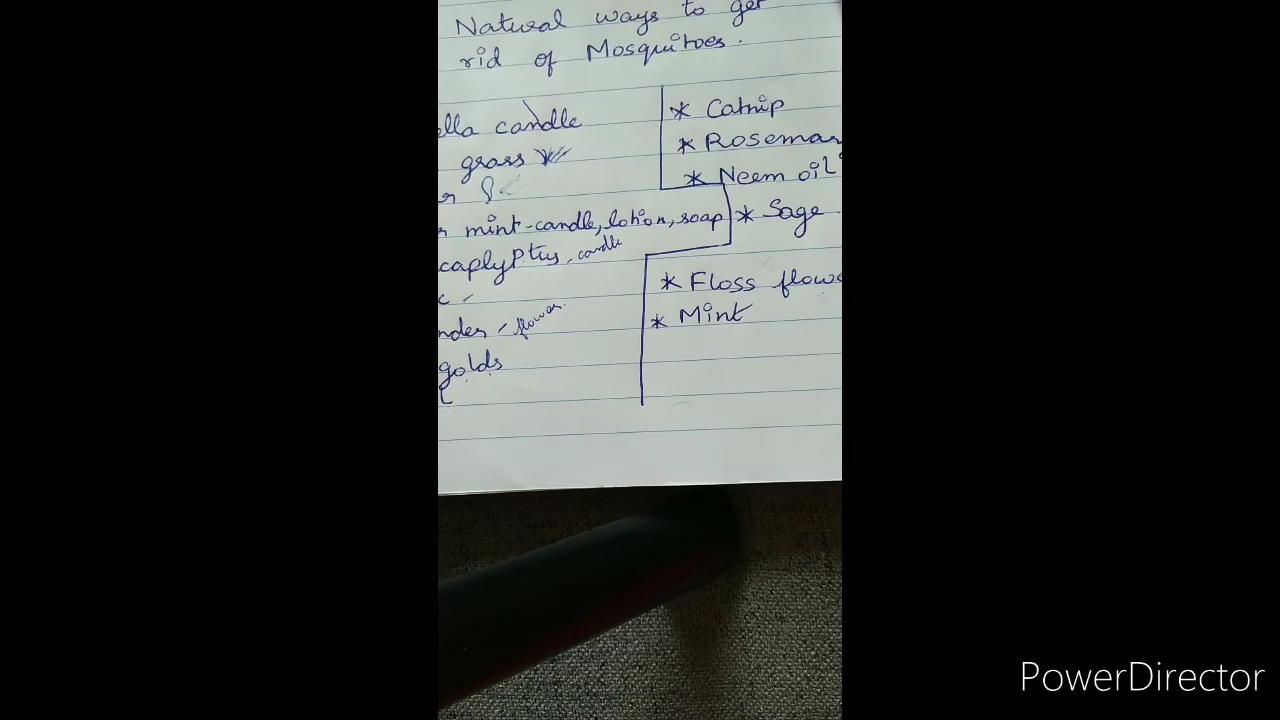 Natural ways to get
rid of Mosquitoes.
ella candle
grass
r
mint-candle, lotion, soap
caplyptus, candle
nder - flower
golds
* Catnip
* Rosemar
* Neem oil
* Sage
* Floss flowe
* Mint
PowerDirector